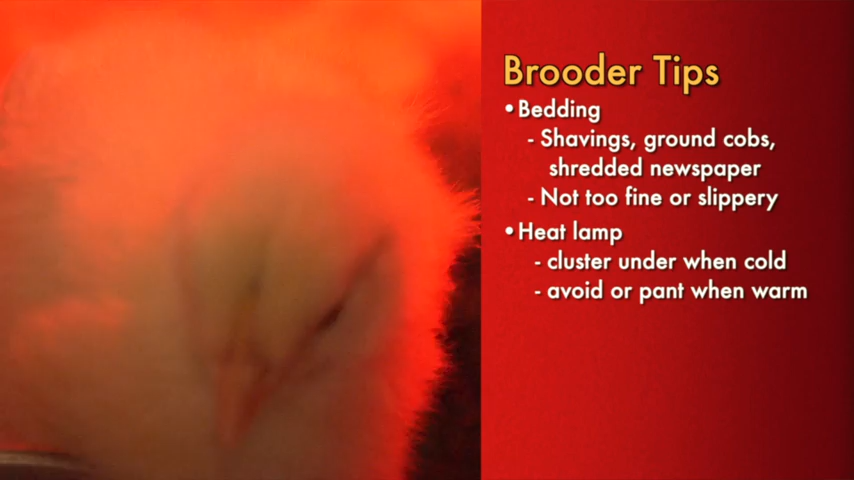 Brooder Tips
•Bedding
- Shavings, ground cobs,
shredded newspaper
- Not too fine or slippery
•Heat lamp
- cluster under when cold
- avoid or pant when warm